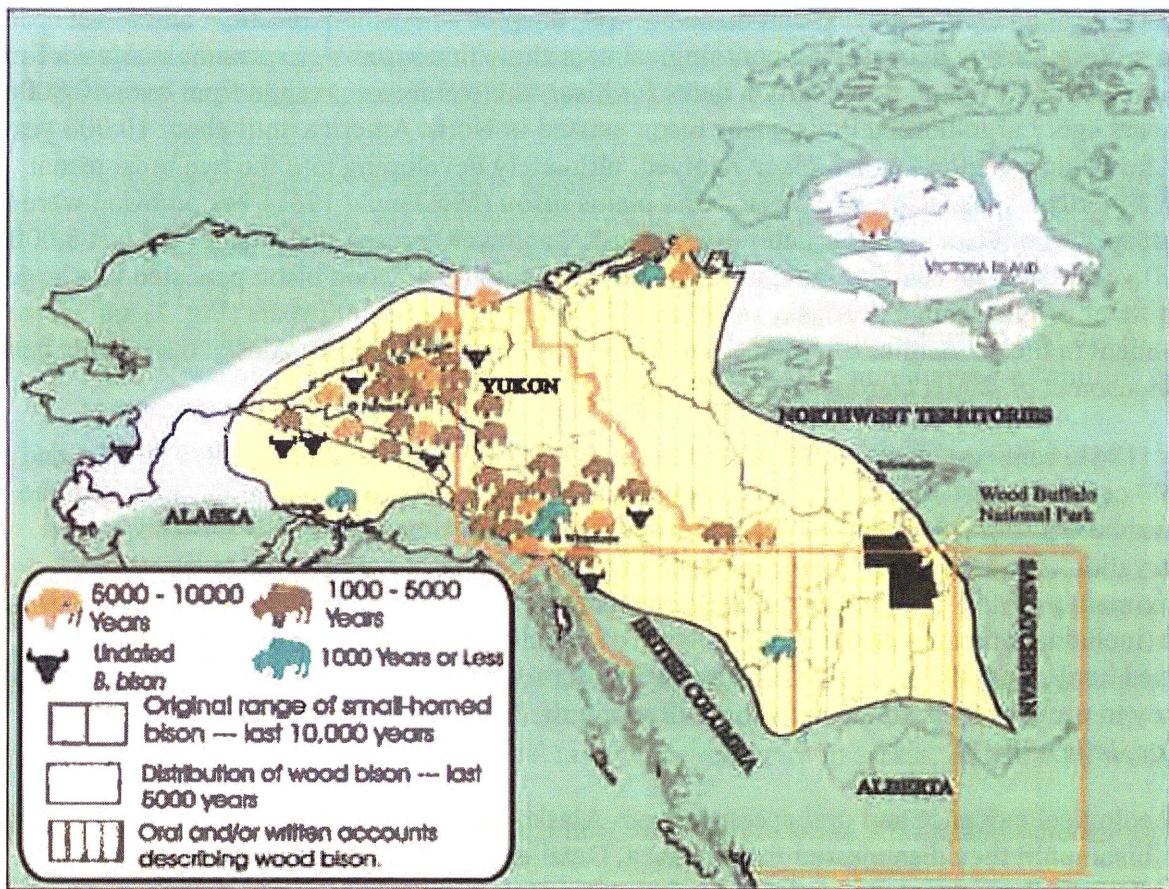 VICTORIA ISLAND
YUKON
NORTHWEST TERRITORIES
Wood Buffalo
National Park
ALASKA
SASKATCHEWAN
BRITISH COLUMBIA
ALBERTA
5000 - 10000
Years
1000 - 5000
Years
Undated
B. bison
1000 Years or Less
Original range of small-horned
bison — last 10,000 years
Distribution of wood bison — last
5000 years
Oral and/or written accounts
describing wood bison.